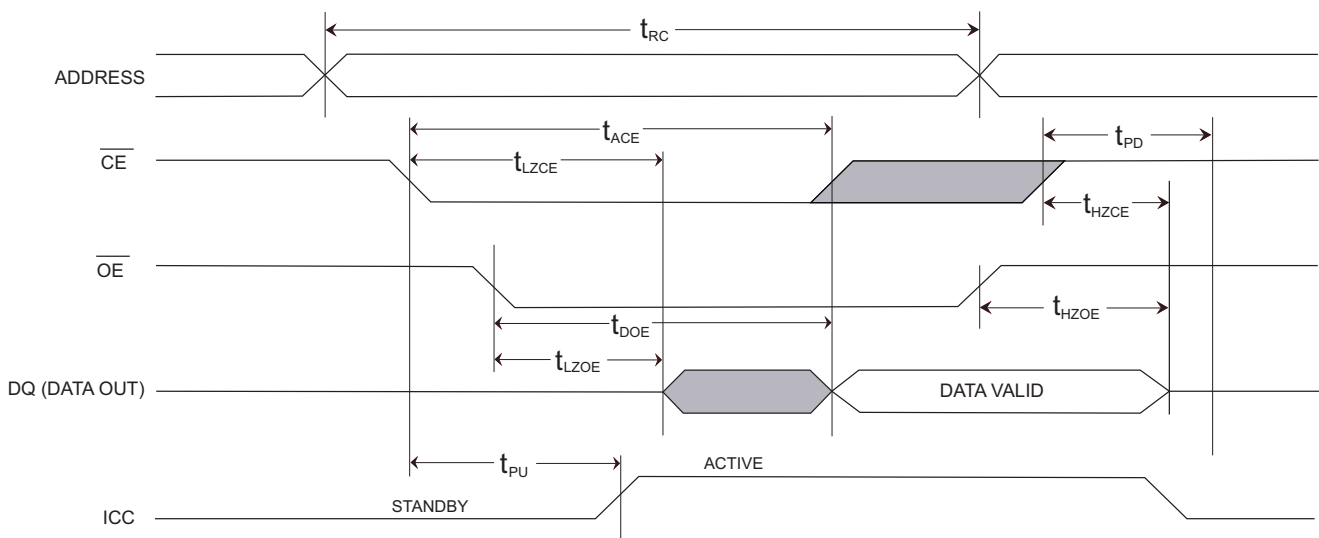 tRC
ADDRESS
tACE
tPD
CE
tLZCE
tHZCE
OE
tHZOE
tDOE
tLZOE
DQ (DATA OUT)
DATA VALID
tPU
ACTIVE
STANDBY
ICC